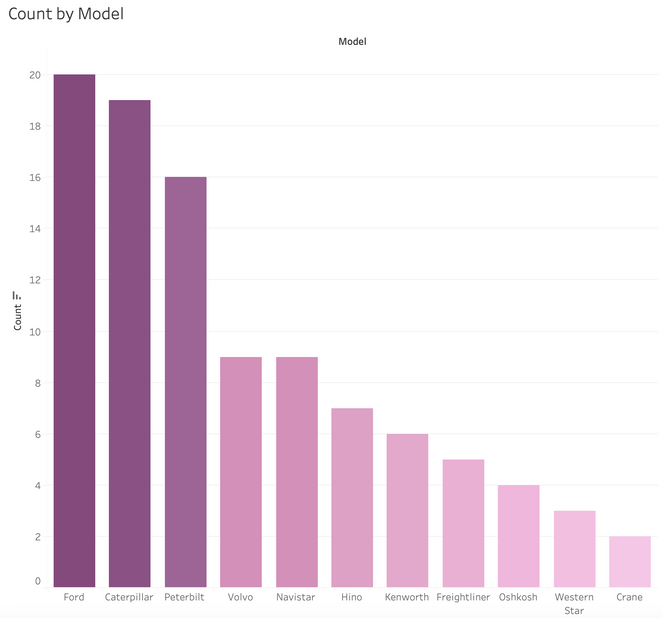 Count by Model
Model
20
18
16
14
12
10
8
6
4
2
0
Count
Ford
Caterpillar
Peterbilt
Volvo
Navistar
Hino
Kenworth
Freightliner
Oshkosh
Western
Star
Crane